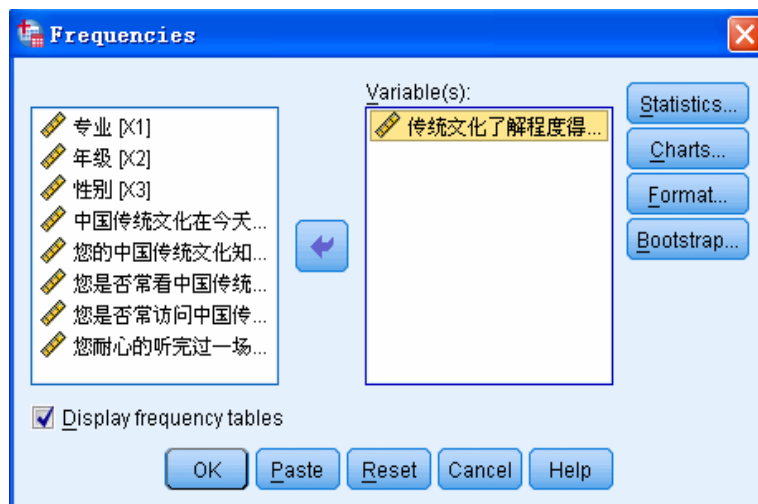 Frequencies
Variable(s):
专业 [X1]
年级 [X2]
性别 [X3]
中国传统文化在今天...
您的中国传统文化知...
您是否常看中国传统...
您是否常访问中国传...
您耐心的听完过一场...
传统文化了解程度得...
Statistics...
Charts...
Format...
Bootstrap...
Display frequency tables
OK
Paste
Reset
Cancel
Help